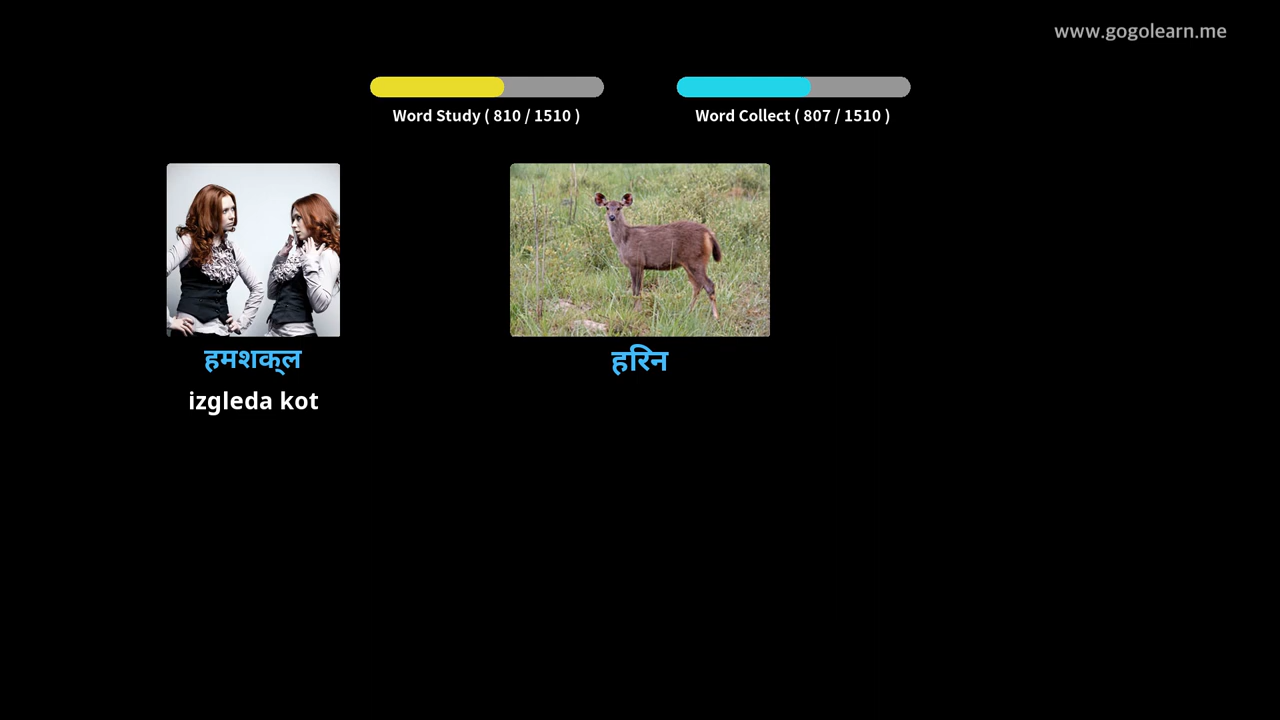 www.gogolearn.me
Word Study ( 810 / 1510 )
Word Collect ( 807 / 1510 )
हमशक्ल
हरिन
izgleda kot